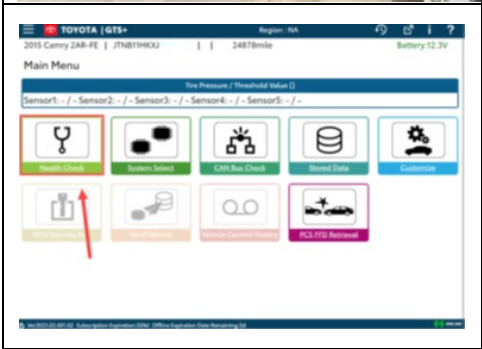 TOYOTA | GTS+ Region : NA
2015 Camry 2AR-FE | JTNB11HKXJ | | 24878mile Battery:12.3V
Main Menu
Tire Pressure / Threshold Value []
Sensor1: - / - Sensor2: - / - Sensor3: - / - Sensor4: - / - Sensor5: - / -
Health Check System Select CAN Bus Check Stored Data Customize
Vehicle Control History PCS FFD Retrieval